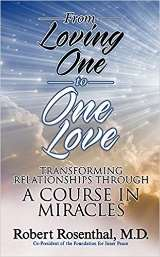 From
Loving
One
to
One
Love
TRANSFORMING
RELATIONSHIPS THROUGH
A COURSE IN
MIRACLES
Robert Rosenthal, M.D.
Co-President of the Foundation for Inner Peace